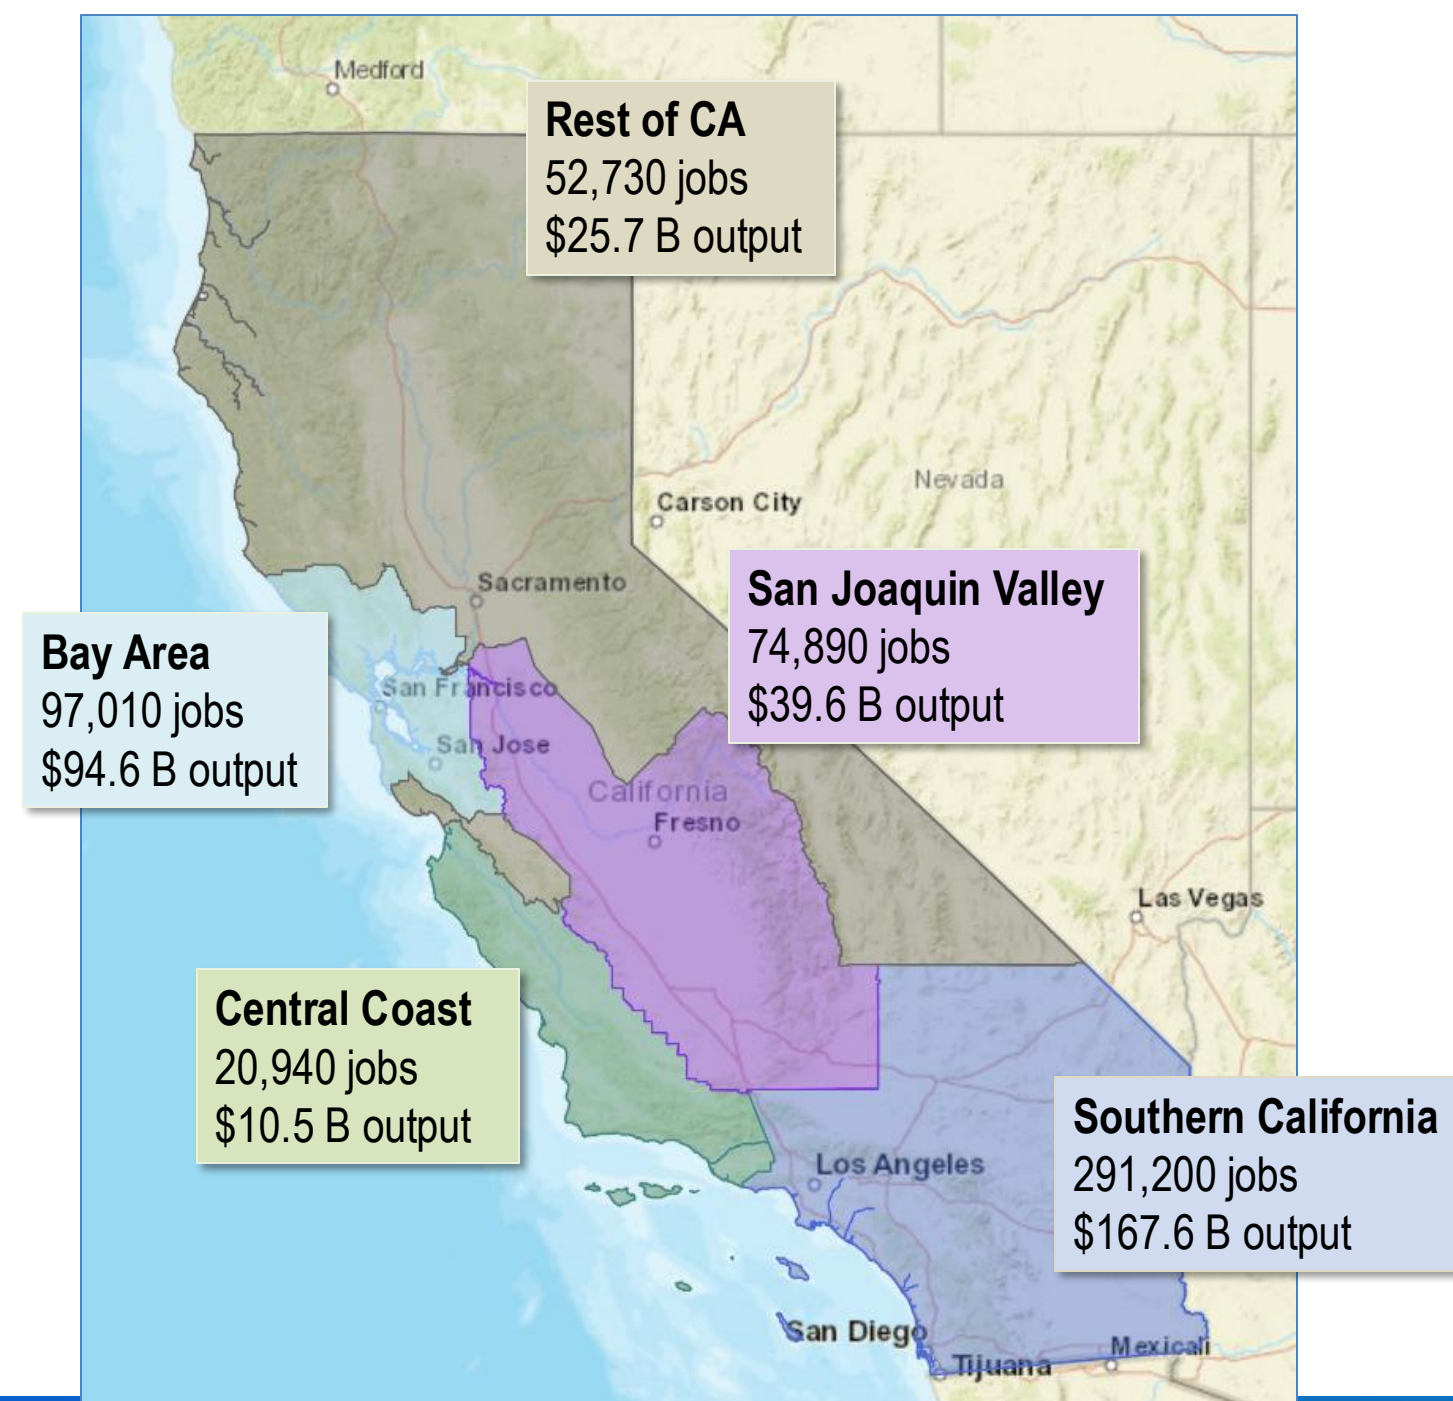 Medford
Rest of CA
52,730 jobs
$25.7 B output
Nevada
Carson City
Sacramento
San Joaquin Valley
74,890 jobs
$39.6 B output
Bay Area
97,010 jobs
$94.6 B output
San Francisco
San Jose
California
Fresno
Las Vegas
Central Coast
20,940 jobs
$10.5 B output
Southern California
291,200 jobs
$167.6 B output
Los Angeles
San Diego
Mexicali
Tijuana